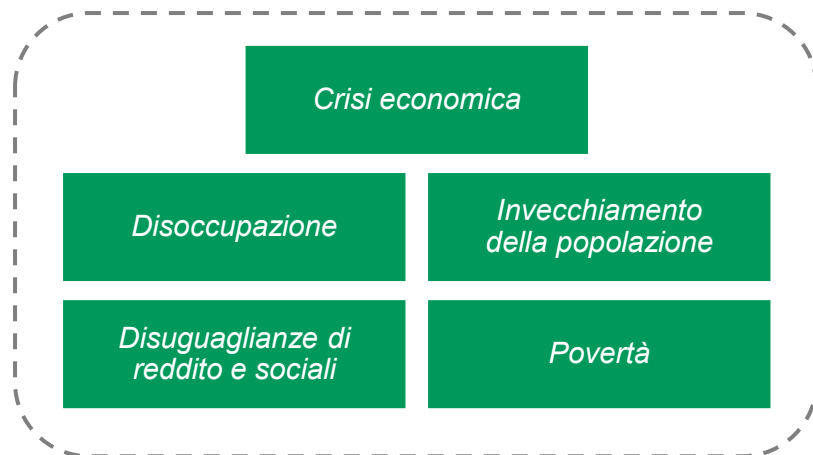 Crisi economica
Disoccupazione
Invecchiamento
della popolazione
Disuguaglianze di
reddito e sociali
Povertà